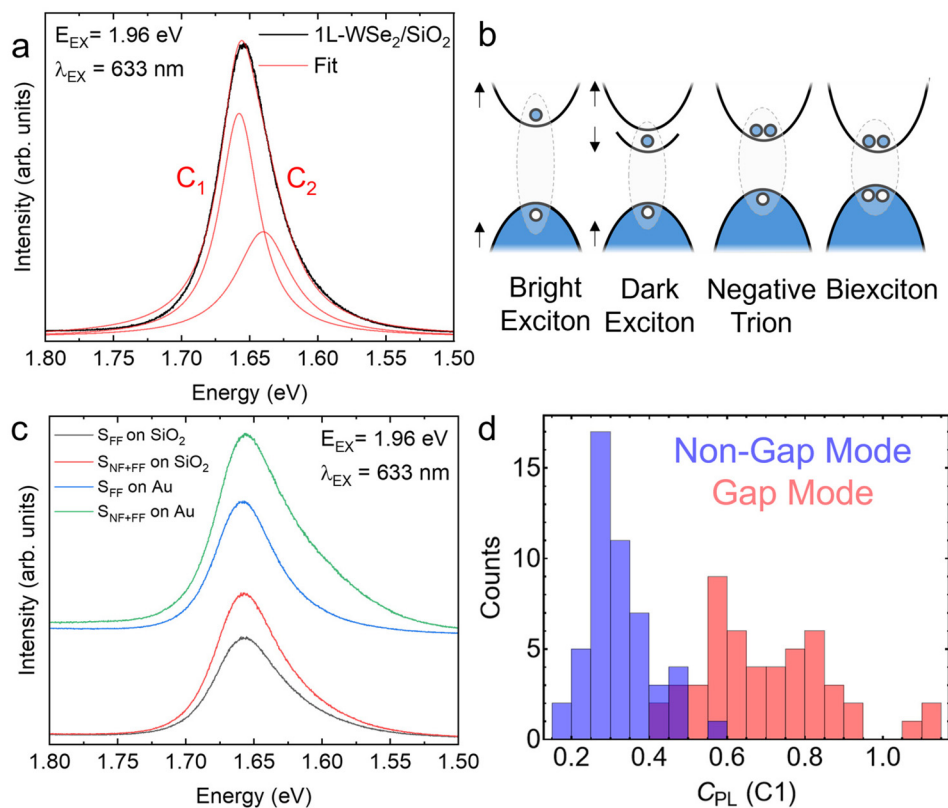 a
E_EX= 1.96 eV
λ_EX = 633 nm
1L-WSe₂/SiO₂
Fit
C₁
C₂
Intensity (arb. units)
1.80 1.75 1.70 1.65 1.60 1.55 1.50
Energy (eV)
b
Bright
Exciton
Dark
Exciton
Negative
Trion
Biexciton
c
S_FF on SiO₂
S_NF+FF on SiO₂
S_FF on Au
S_NF+FF on Au
E_EX= 1.96 eV
λ_EX = 633 nm
Intensity (arb. units)
1.80 1.75 1.70 1.65 1.60 1.55 1.50
Energy (eV)
d
Non-Gap Mode
Gap Mode
Counts
15
10
5
0
0.2 0.4 0.6 0.8 1.0
C_PL (C1)